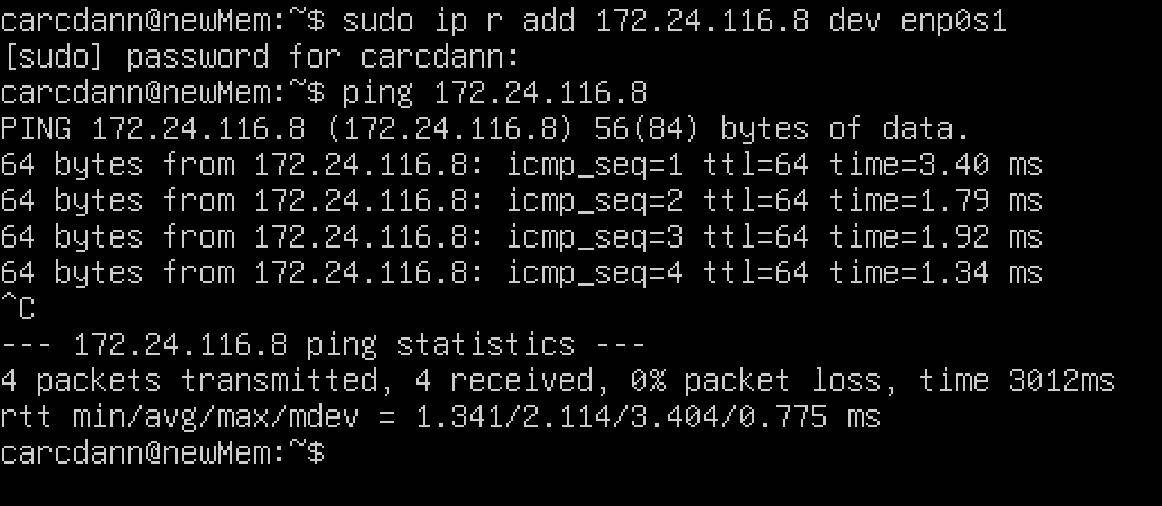 carcdann@newMem:~$ sudo ip r add 172.24.116.8 dev enp0s1
[sudo] password for carcdann:
carcdann@newMem:~$ ping 172.24.116.8
PING 172.24.116.8 (172.24.116.8) 56(84) bytes of data.
64 bytes from 172.24.116.8: icmp_seq=1 ttl=64 time=3.40 ms
64 bytes from 172.24.116.8: icmp_seq=2 ttl=64 time=1.79 ms
64 bytes from 172.24.116.8: icmp_seq=3 ttl=64 time=1.92 ms
64 bytes from 172.24.116.8: icmp_seq=4 ttl=64 time=1.34 ms
^C
--- 172.24.116.8 ping statistics ---
4 packets transmitted, 4 received, 0% packet loss, time 3012ms
rtt min/avg/max/mdev = 1.341/2.114/3.404/0.775 ms
carcdann@newMem:~$